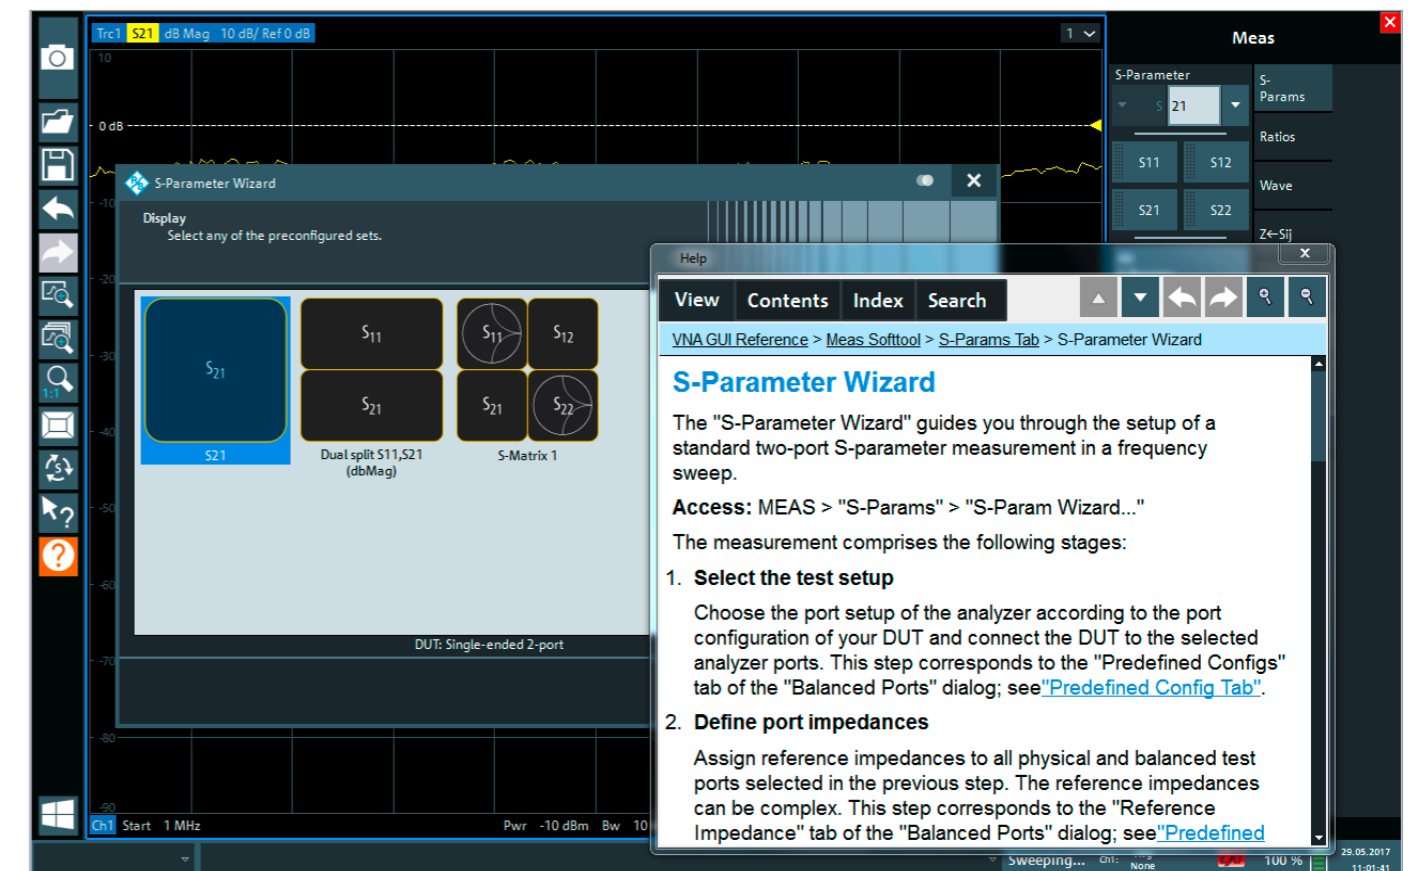 Trc1 S21 dB Mag 10 dB/ Ref 0 dB
1
10
0 dB
-10
-20
-30
-40
-50
-60
-70
-80
-90
S-Parameter Wizard
Display
Select any of the preconfigured sets.
S21
S11
S21
S11 S12
S21 S22
S21
Dual split S11,S21
(dbMag)
S-Matrix 1
DUT: Single-ended 2-port
Ch1 Start 1 MHz
Pwr -10 dBm Bw 10
1:1
Meas
S-Parameter
S 21
S11 S12
S21 S22
S-
Params
Ratios
Wave
Z←Sij
Help
View Contents Index Search
VNA GUI Reference > Meas Softtool > S-Params Tab > S-Parameter Wizard
S-Parameter Wizard
The "S-Parameter Wizard" guides you through the setup of a
standard two-port S-parameter measurement in a frequency
sweep.
Access: MEAS > "S-Params" > "S-Param Wizard..."
The measurement comprises the following stages:
1. Select the test setup
Choose the port setup of the analyzer according to the port
configuration of your DUT and connect the DUT to the selected
analyzer ports. This step corresponds to the "Predefined Configs"
tab of the "Balanced Ports" dialog; see"Predefined Config Tab".
2. Define port impedances
Assign reference impedances to all physical and balanced test
ports selected in the previous step. The reference impedances
can be complex. This step corresponds to the "Reference
Impedance" tab of the "Balanced Ports" dialog; see"Predefined
Sweeping... Ch1:
None
100 %
29.05.2017
11:01:41